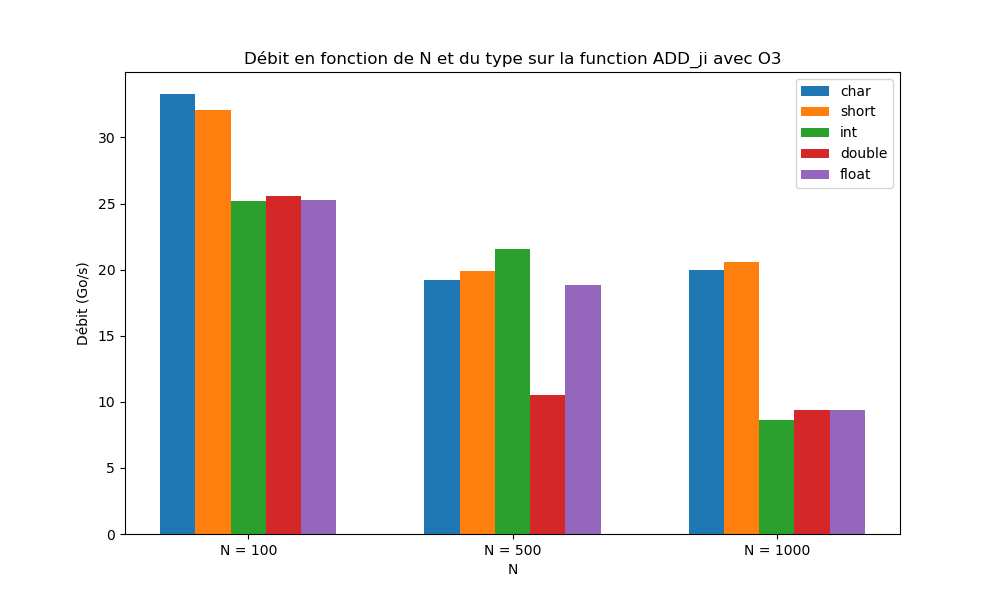 Débit en fonction de N et du type sur la function ADD_ji avec O3
char
short
int
double
float
30
25
20
15
10
5
0
Débit (Go/s)
N = 100
N = 500
N = 1000
N